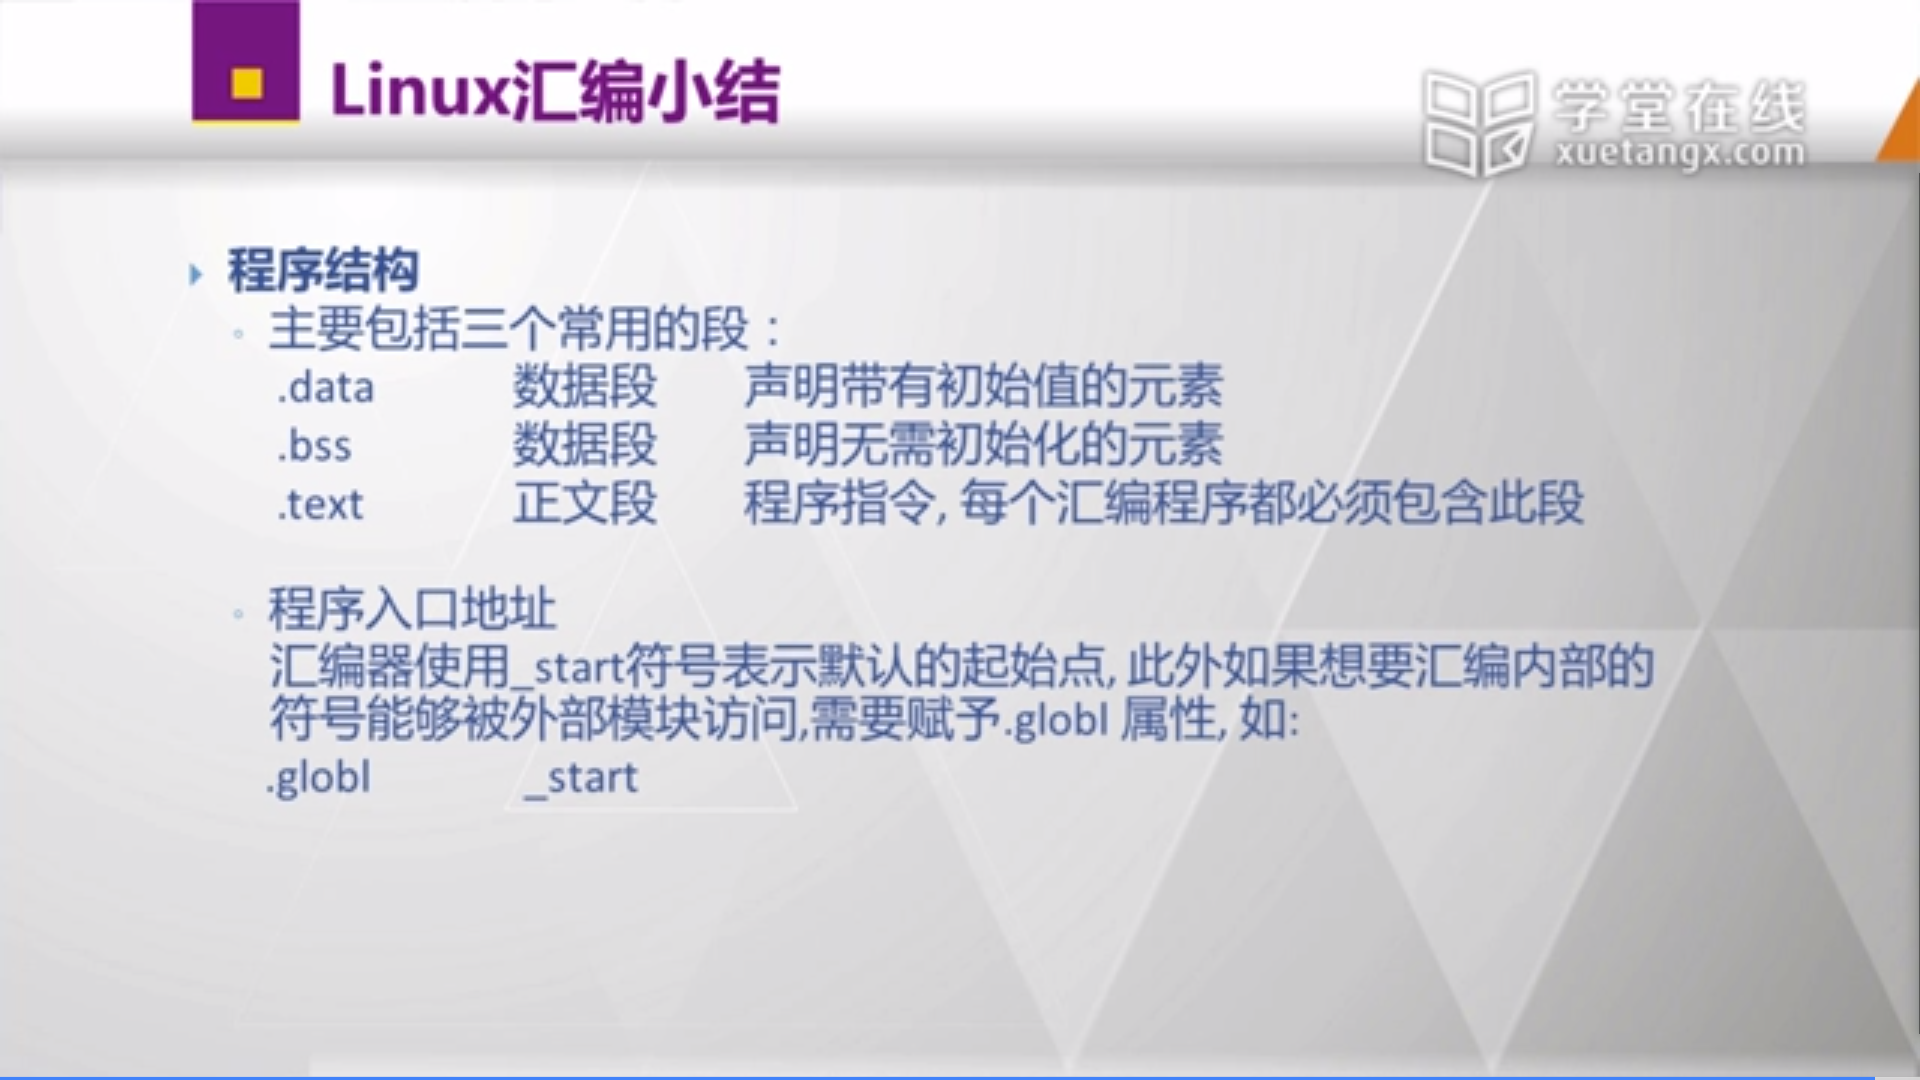 Linux汇编小结
学堂在线
xuetangx.com
程序结构
主要包括三个常用的段：
.data 数据段 声明带有初始值的元素
.bss 数据段 声明无需初始化的元素
.text 正文段 程序指令, 每个汇编程序都必须包含此段
程序入口地址
汇编器使用_start符号表示默认的起始点, 此外如果想要汇编内部的
符号能够被外部模块访问,需要赋予.globl 属性, 如:
.globl _start